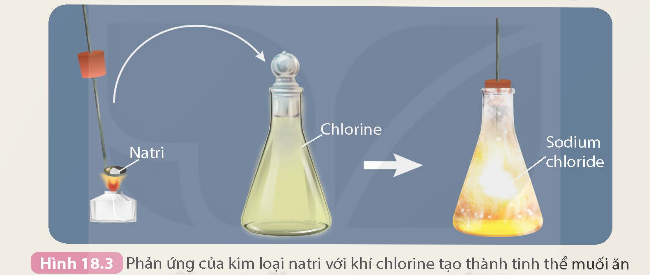 Natri
Chlorine
Sodium
chloride
Hình 18.3 Phản ứng của kim loại natri với khí chlorine tạo thành tinh thể muối ăn